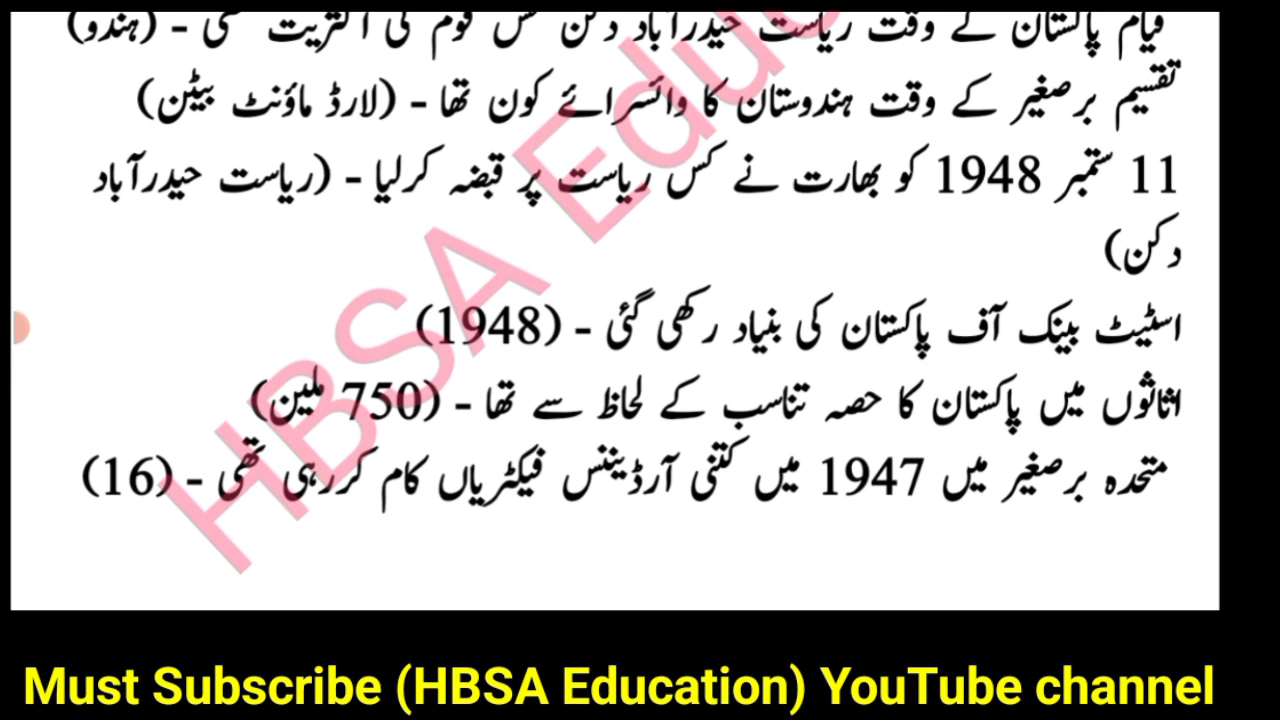 قیام پاکستان کے وقت ریاست حیدرآباد دکن کس قوم کی اکثریت تھی - (ہندو)
تقسیم برصغیر کے وقت ہندوستان کا وائسرائے کون تھا - (لارڈ ماؤنٹ بیٹن)
11 ستمبر 1948 کو بھارت نے کس ریاست پر قبضہ کرلیا - (ریاست حیدرآباد
دکن)
اسٹیٹ بینک آف پاکستان کی بنیاد رکھی گئی - (1948)
اثاثوں میں پاکستان کا حصہ تناسب کے لحاظ سے تھا - (750 ملین)
متحدہ برصغیر میں 1947 میں کتنی آرڈیننس فیکٹریاں کام کررہی تھی - (16)
HBSA Educ
Must Subscribe (HBSA Education) YouTube channel